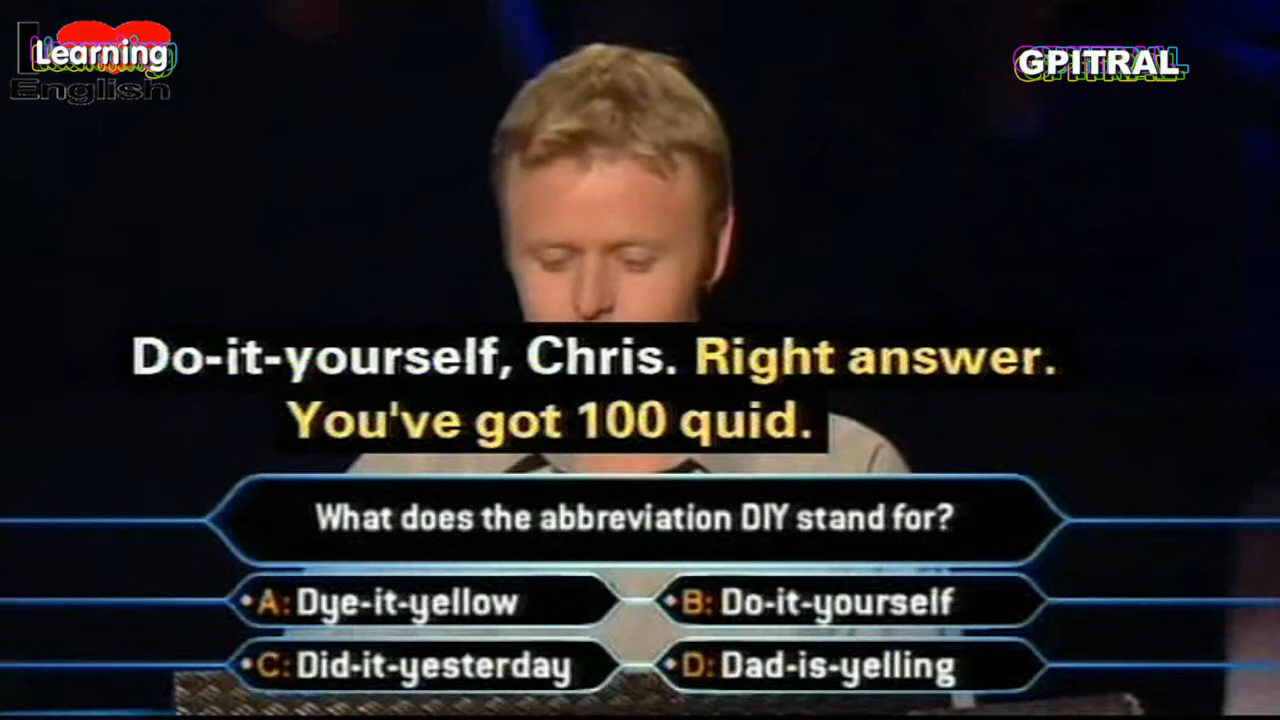 I
Learning
English
GPITRAL
Do-it-yourself, Chris. Right answer.
You've got 100 quid.
What does the abbreviation DIY stand for?
A: Dye-it-yellow
B: Do-it-yourself
C: Did-it-yesterday
D: Dad-is-yelling